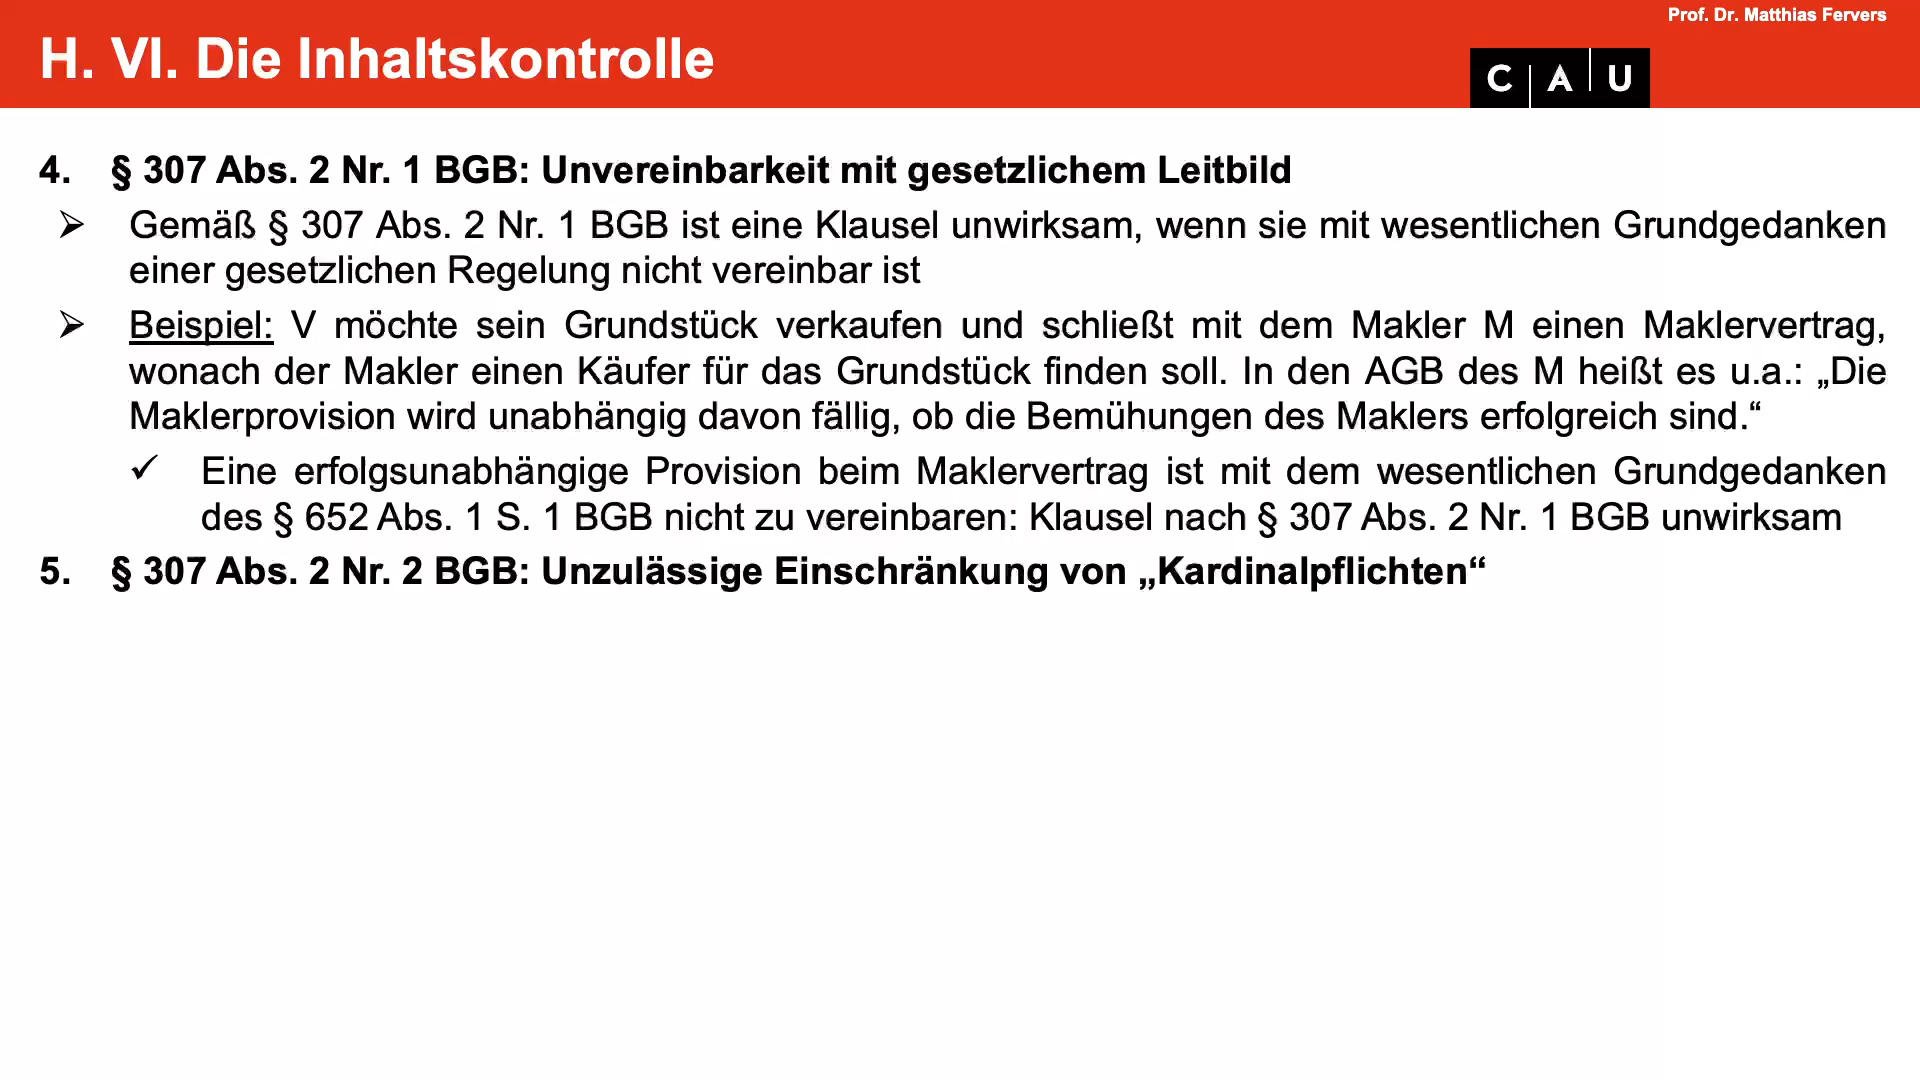 Prof. Dr. Matthias Fervers
H. VI. Die Inhaltskontrolle
C A U
4. § 307 Abs. 2 Nr. 1 BGB: Unvereinbarkeit mit gesetzlichem Leitbild
➢ Gemäß § 307 Abs. 2 Nr. 1 BGB ist eine Klausel unwirksam, wenn sie mit wesentlichen Grundgedanken
einer gesetzlichen Regelung nicht vereinbar ist
➢ Beispiel: V möchte sein Grundstück verkaufen und schließt mit dem Makler M einen Maklervertrag,
wonach der Makler einen Käufer für das Grundstück finden soll. In den AGB des M heißt es u.a.: „Die
Maklerprovision wird unabhängig davon fällig, ob die Bemühungen des Maklers erfolgreich sind.“
✓ Eine erfolgsunabhängige Provision beim Maklervertrag ist mit dem wesentlichen Grundgedanken
des § 652 Abs. 1 S. 1 BGB nicht zu vereinbaren: Klausel nach § 307 Abs. 2 Nr. 1 BGB unwirksam
5. § 307 Abs. 2 Nr. 2 BGB: Unzulässige Einschränkung von „Kardinalpflichten“